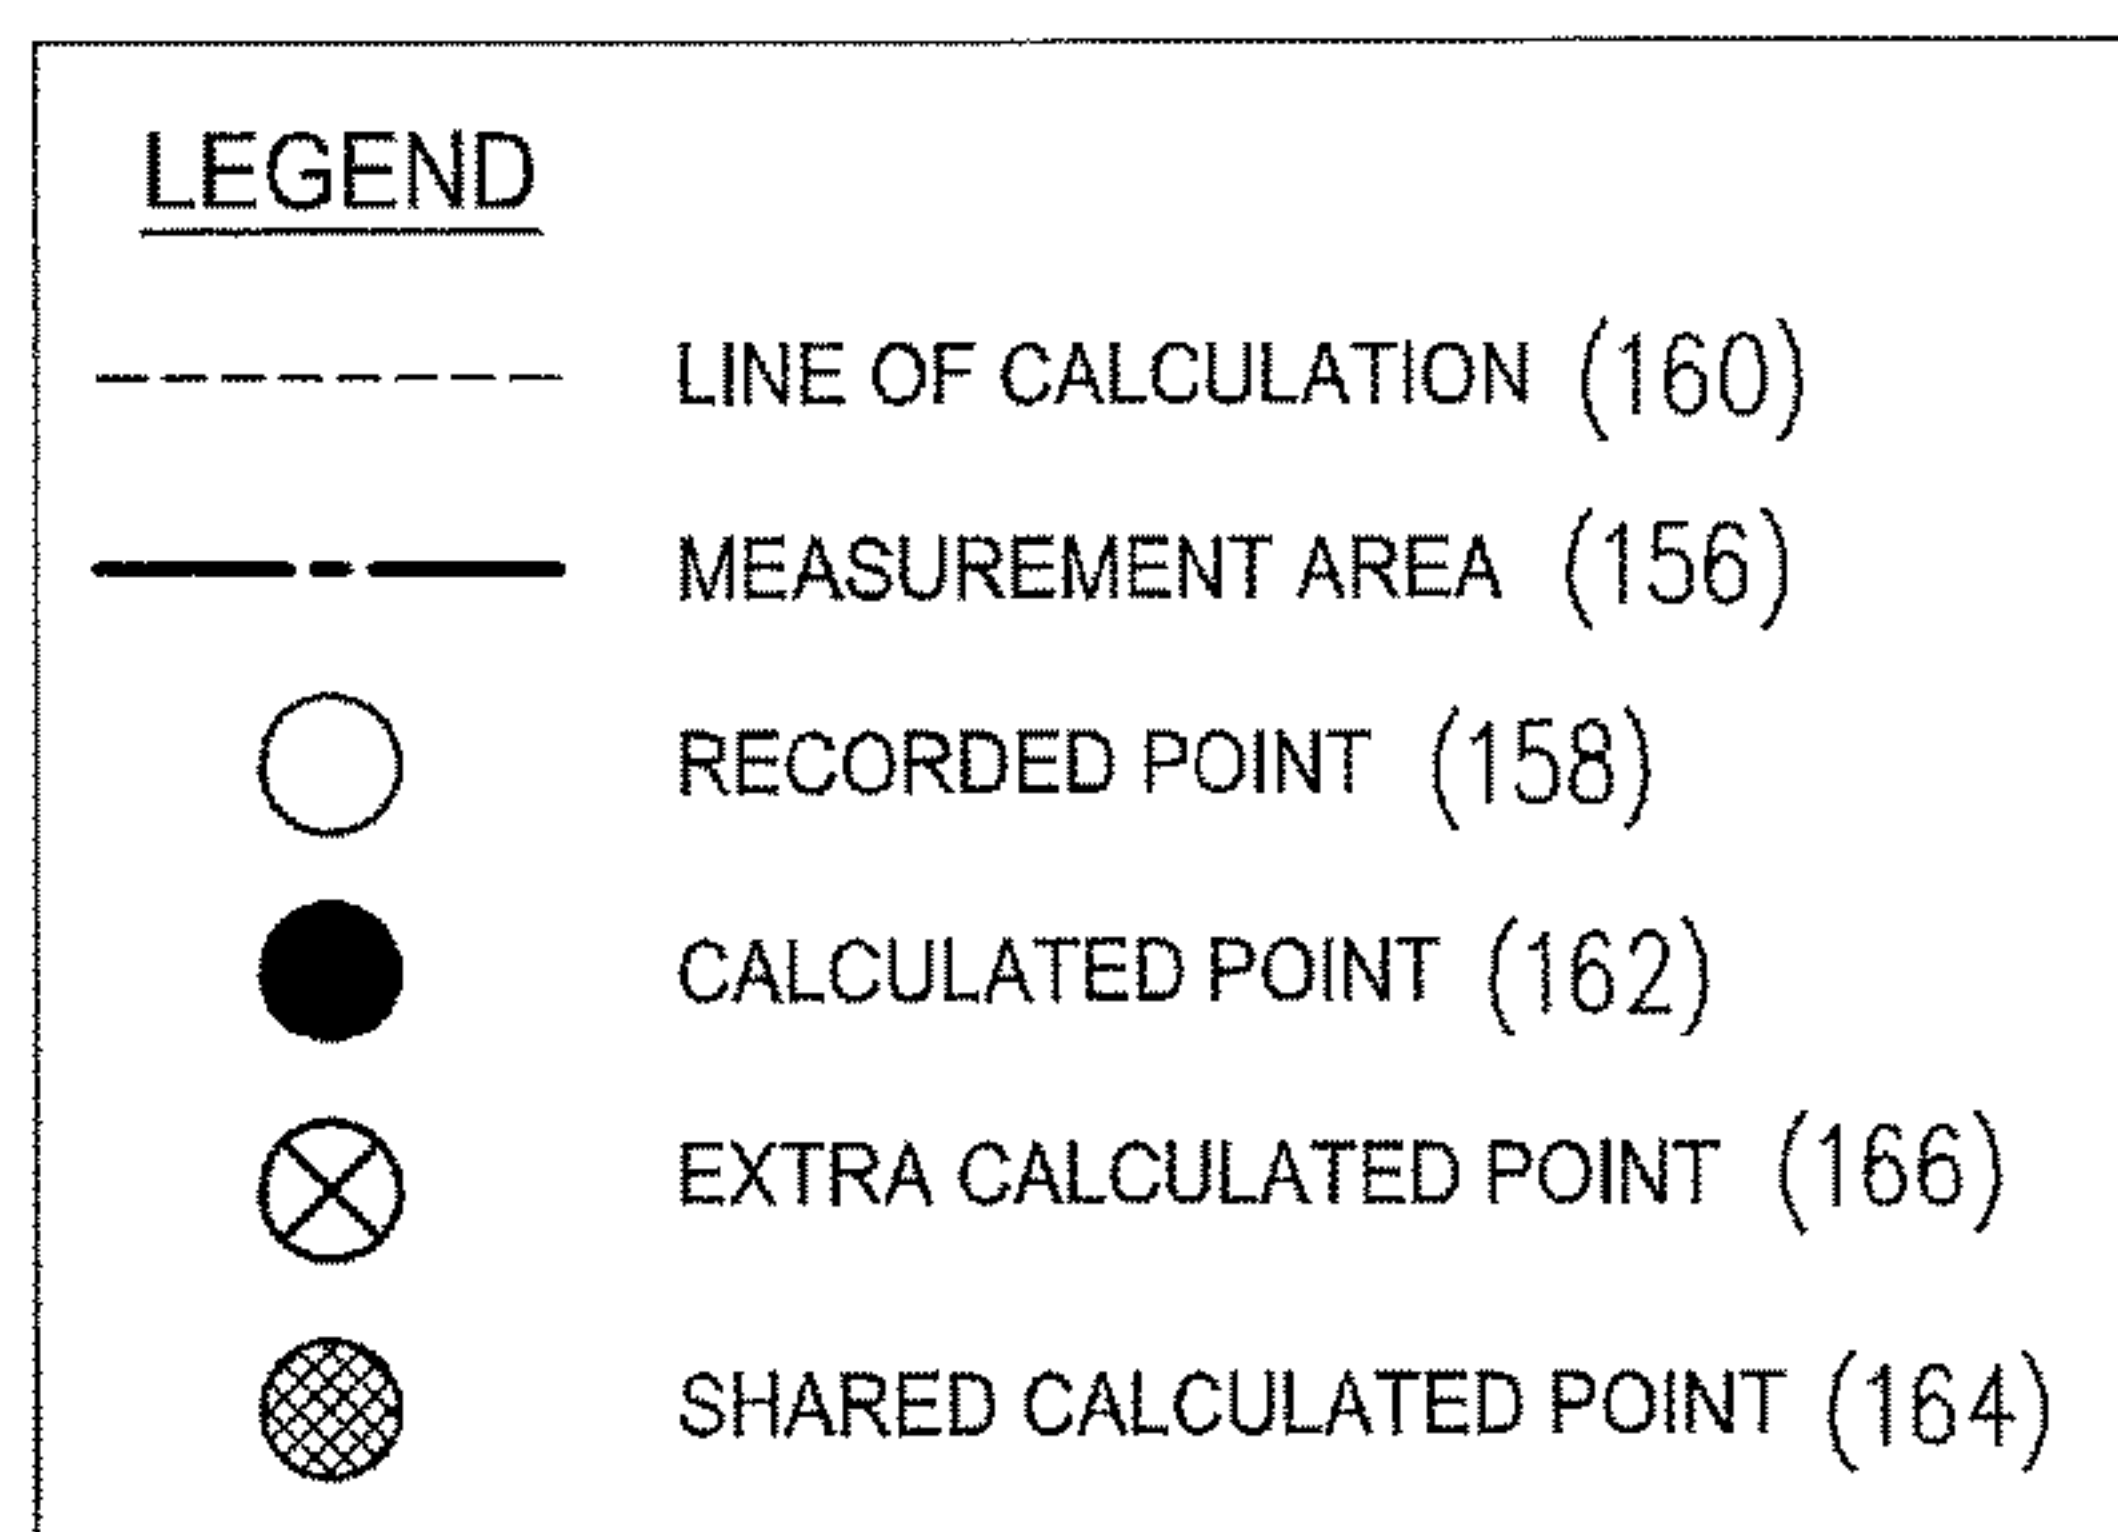 LEGEND
LINE OF CALCULATION (160)
MEASUREMENT AREA (156)
RECORDED POINT (158)
CALCULATED POINT (162)
EXTRA CALCULATED POINT (166)
SHARED CALCULATED POINT (164)